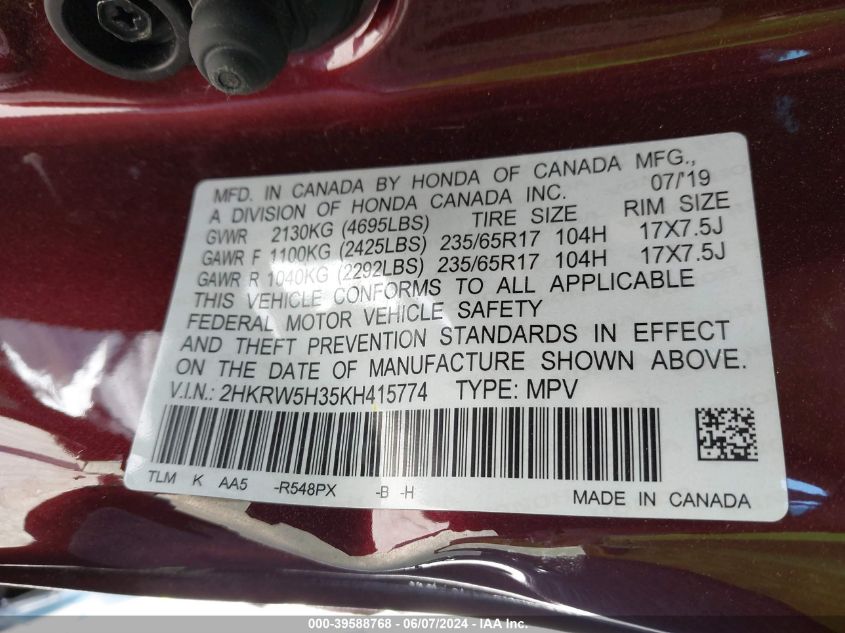 MFD. IN CANADA BY HONDA OF CANADA MFG.,
A DIVISION OF HONDA CANADA INC. 07/'19
GVWR 2130KG (4695LBS) TIRE SIZE RIM SIZE
GAWR F 1100KG (2425LBS) 235/65R17 104H 17X7.5J
GAWR R 1040KG (2292LBS) 235/65R17 104H 17X7.5J
THIS VEHICLE CONFORMS TO ALL APPLICABLE
FEDERAL MOTOR VEHICLE SAFETY
AND THEFT PREVENTION STANDARDS IN EFFECT
ON THE DATE OF MANUFACTURE SHOWN ABOVE.
V.I.N.: 2HKRW5H35KH415774 TYPE: MPV
TLM K AA5 -R548PX -B -H
MADE IN CANADA
000-39588768 - 06/07/2024 - IAA Inc.